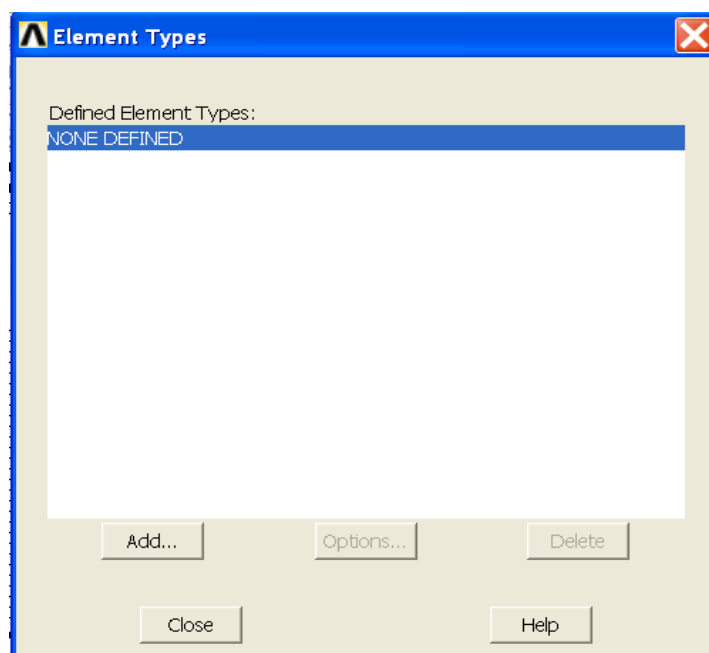 Element Types
Defined Element Types:
NONE DEFINED
Add... Options... Delete
Close Help